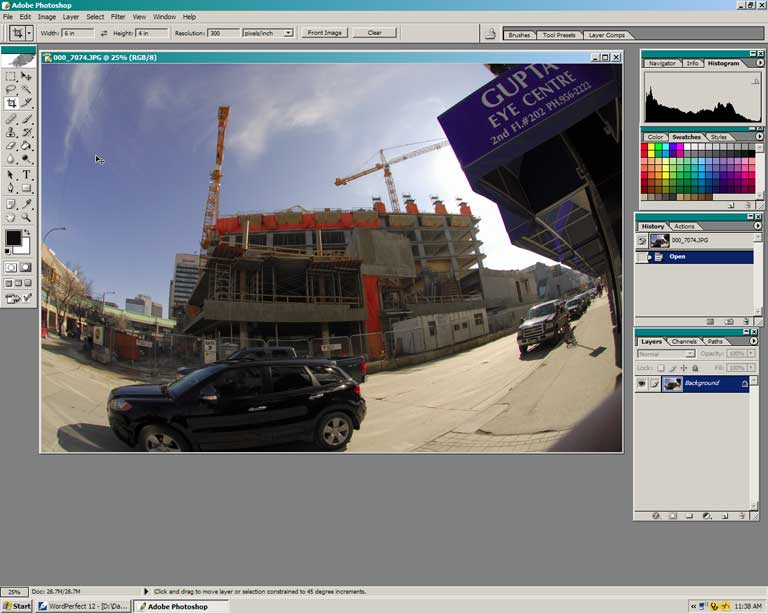 Adobe Photoshop
File Edit Image Layer Select Filter View Window Help
Width: 6 in Height: 4 in Resolution: 300 pixels/inch Front Image Clear Brushes Tool Presets Layer Comps
000_7074.JPG @ 25% (RGB/8)
GUPTA
EYE CENTRE
2nd Fl.#202 PH.956-2222
Navigator Info Histogram
Color Swatches Styles
History Actions
000_7074.JPG
Open
Layers Channels Paths
Normal Opacity: 100%
Lock: Fill: 100%
Background
25% Doc: 28.7M/28.7M Click and drag to move layer or selection constrained to 45 degree increments.
Start WordPerfect 12 - [D:\Da... Adobe Photoshop 11:38 AM